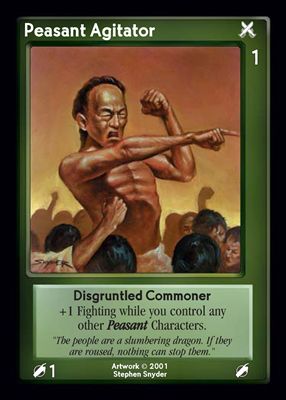 Peasant Agitator
1
SNYDER
Disgruntled Commoner
+1 Fighting while you control any
other Peasant Characters.
"The people are a slumbering dragon. If they
are roused, nothing can stop them."
1
Artwork © 2001
Stephen Snyder